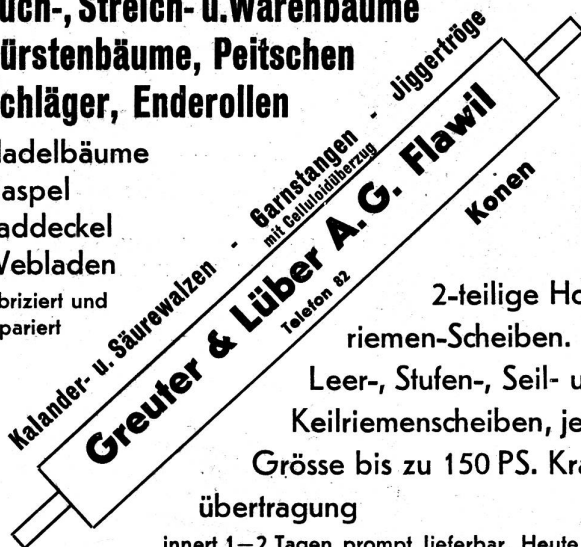 uch-, Streich- u. Warenbäume
ürstenbäume, Peitschen
chläger, Enderollen
adelbäume
aspel
addeckel
Webladen
briziert und
pariert
Kalander- u. Säurewalzen - Garnstangen - Jiggertröge
mit Celluloidüberzug
Greuter & Lüber A.G. Flawil
Telefon 82
Konen
2-teilige Ho
riemen-Scheiben.
Leer-, Stufen-, Seil- u
Keilriemenscheiben, je
Grösse bis zu 150 PS. Kra
übertragung
innert 1–2 Tagen prompt lieferbar. Heute